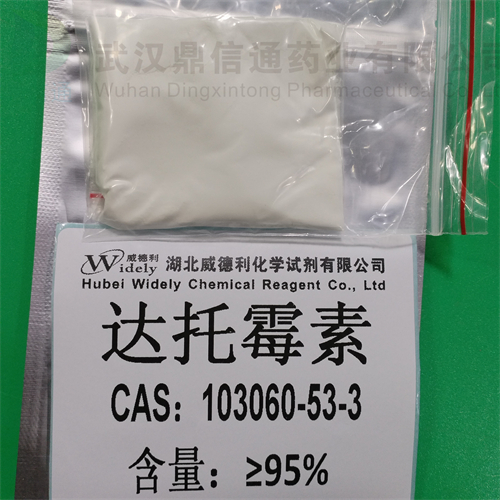 武汉鼎信通药业有限公司
Wuhan Dingxintong Pharmaceutical Co
威德利
Widely
湖北威德利化学试剂有限公司
Hubei Widely Chemical Reagent Co., Ltd
达托霉素
CAS：103060-53-3
含量：≥95%